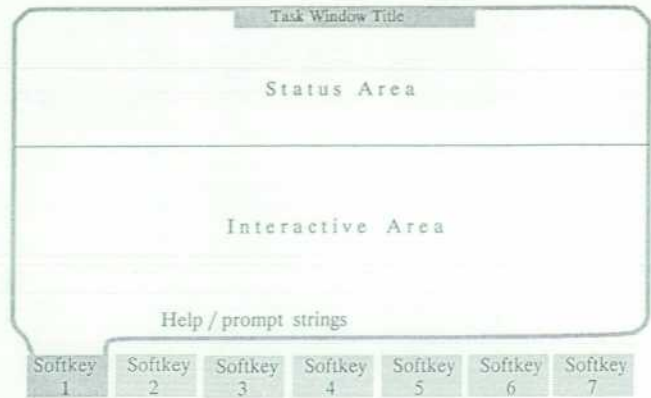 Task Window Title
Status Area
Interactive Area
Help / prompt strings
Softkey 1
Softkey 2
Softkey 3
Softkey 4
Softkey 5
Softkey 6
Softkey 7